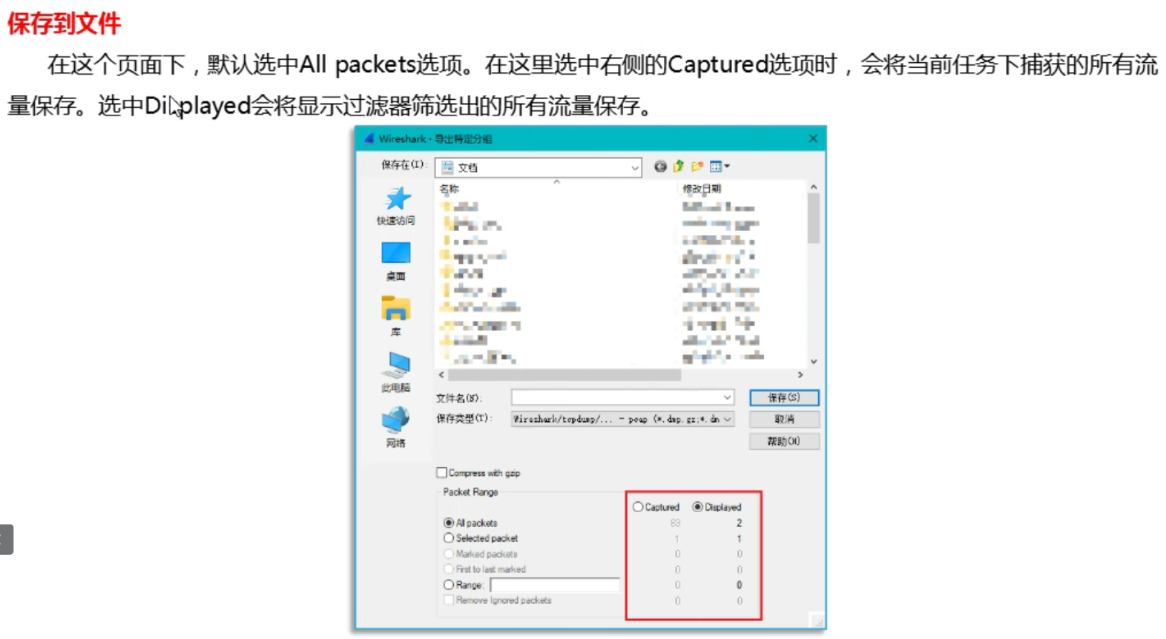 保存到文件
在这个页面下，默认选中All packets选项。在这里选中右侧的Captured选项时，会将当前任务下捕获的所有流
量保存。选中Displayed会将显示过滤器筛选出的所有流量保存。
Wireshark · 导出特定分组
保存在(I): 文档
名称 修改日期
快速访问
桌面
库
此电脑
网络
文件名(N): 保存(S)
保存类型(T): Wireshark/tcpdump/... - pcap (*.dmp.gz;*.dm 取消
帮助(H)
Compress with gzip
Packet Range
Captured Displayed
All packets 83 2
Selected packet 1 1
Marked packets 0 0
First to last marked 0 0
Range: 0 0
Remove Ignored packets 0 0